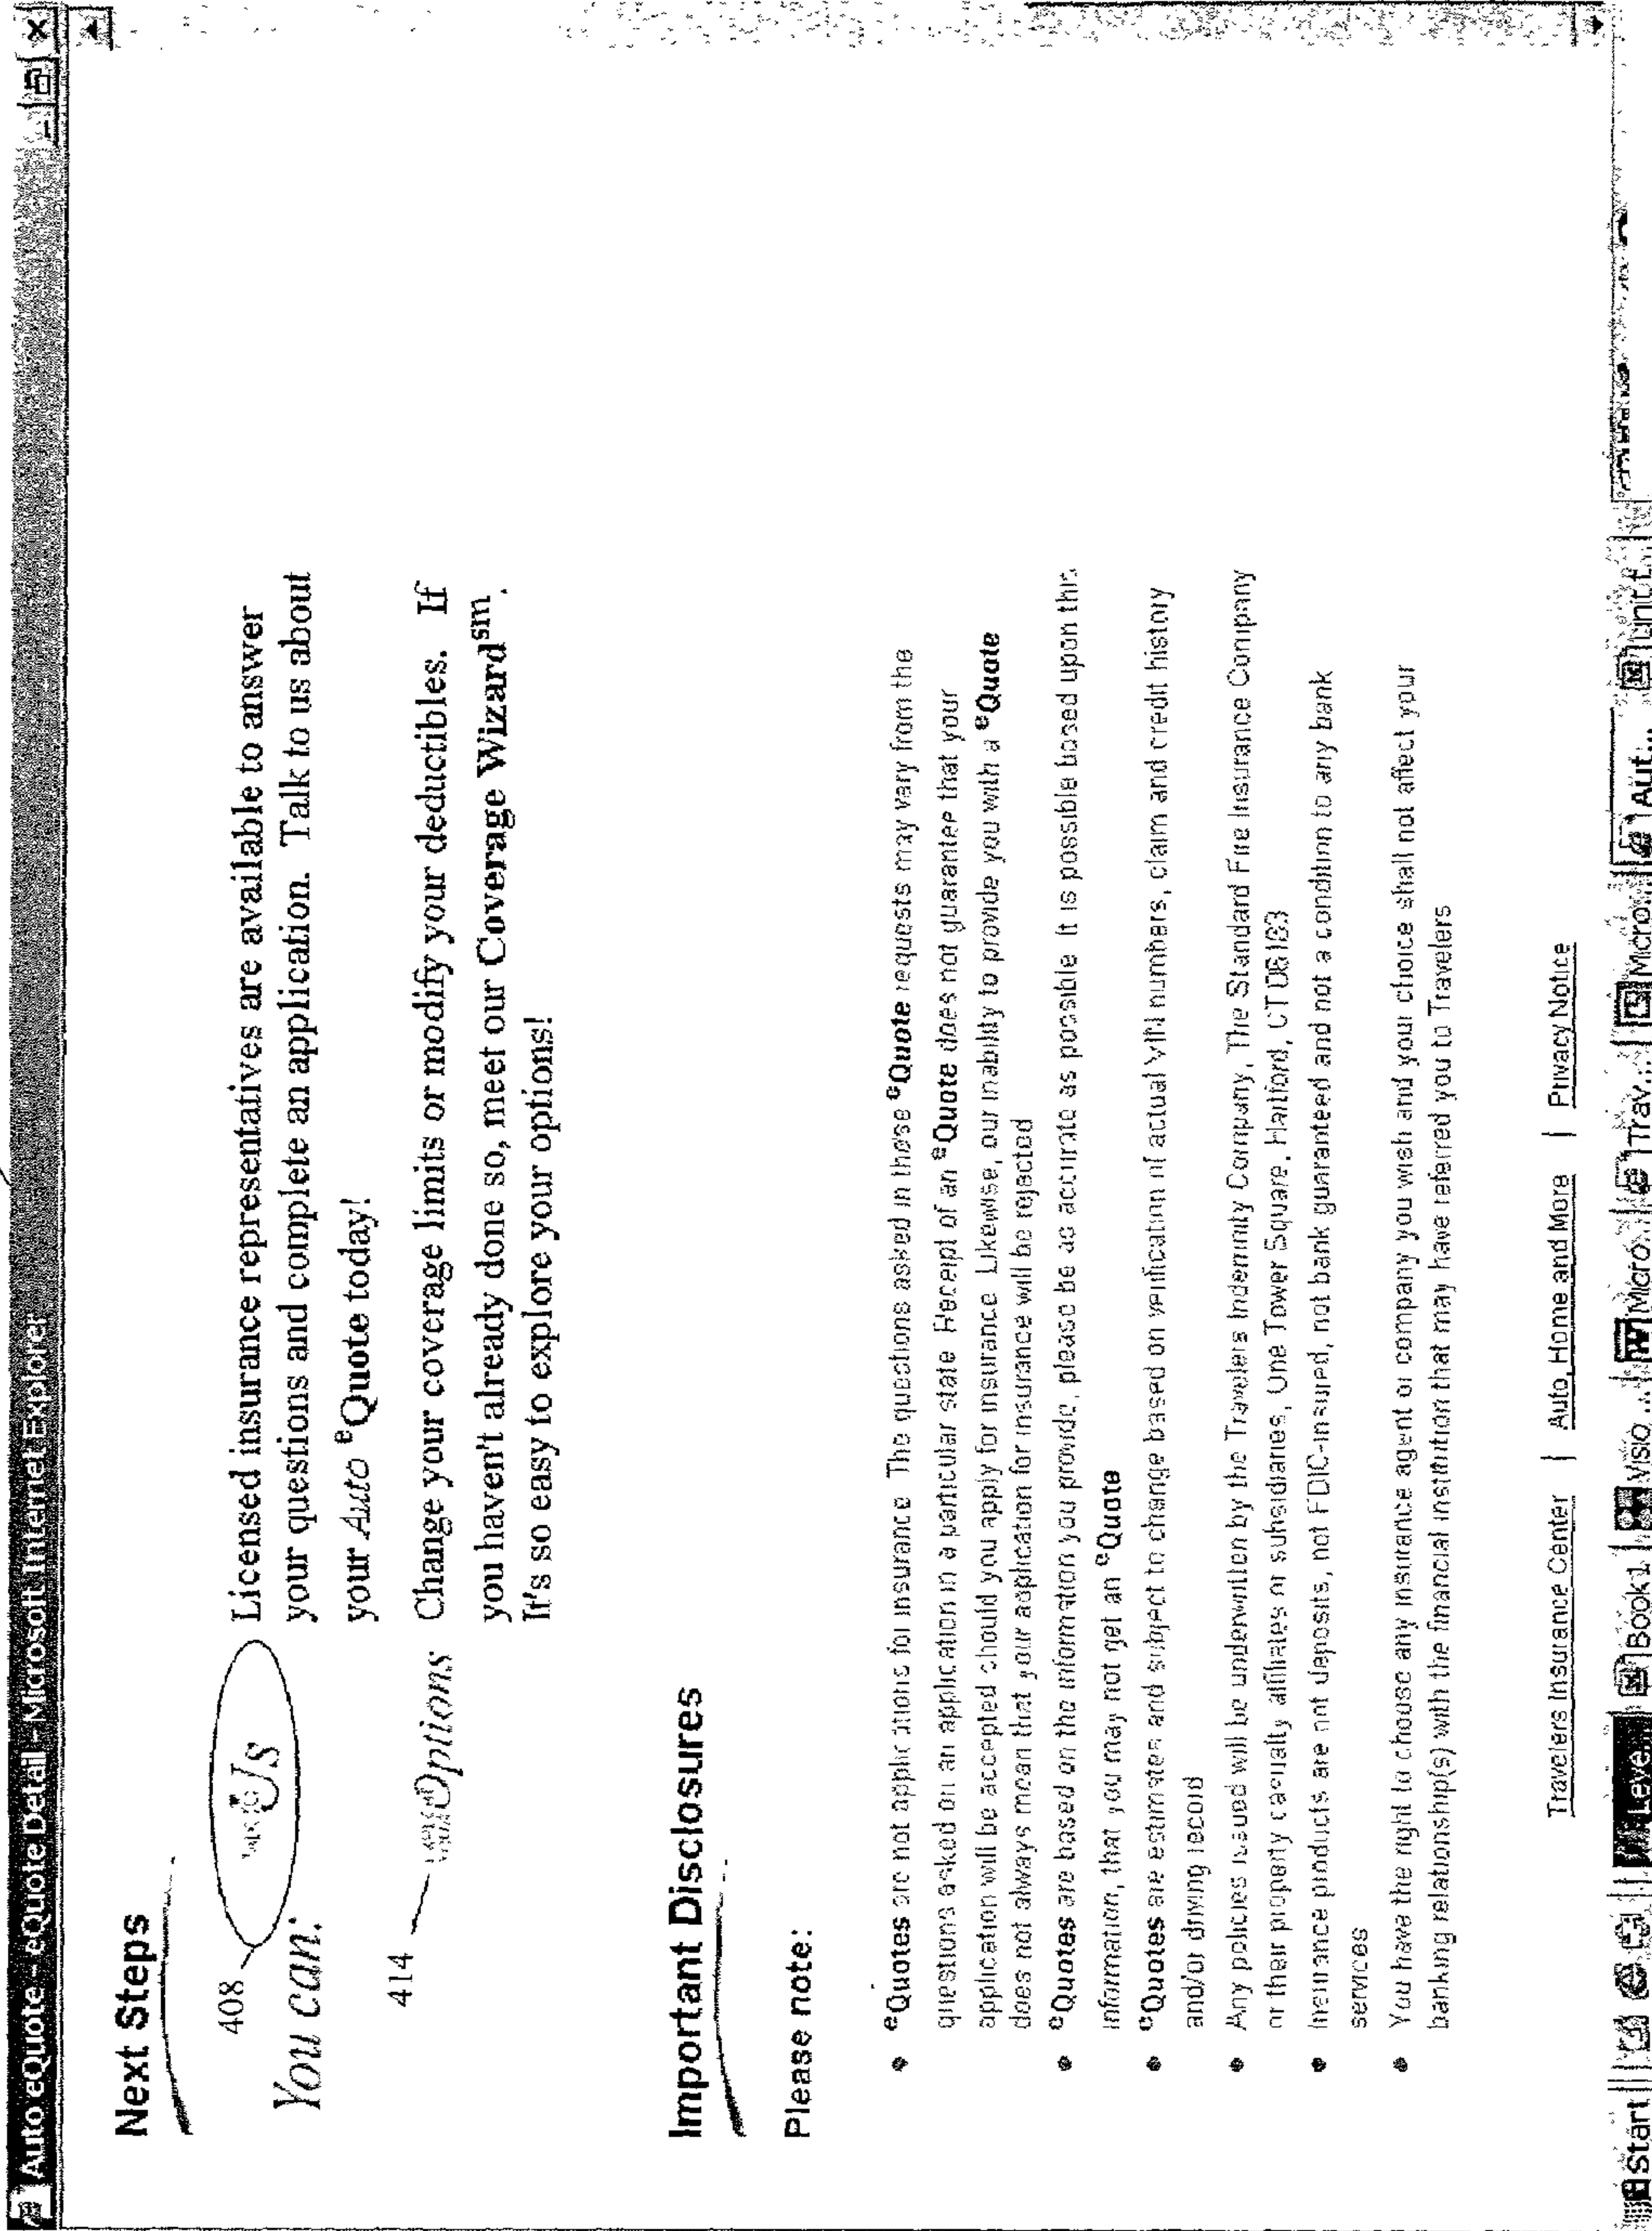 Auto eQuote - eQuote Detail - Microsoft Internet Explorer
Next Steps
408
Us
You can:
Licensed insurance representatives are available to answer
your questions and complete an application. Talk to us about
your Auto eQuote today!
414
Options
Change your coverage limits or modify your deductibles. If
you haven't already done so, meet our Coverage Wizard sm.
It's so easy to explore your options!
Important Disclosures
Please note:
• eQuotes are not applications for insurance The questions asked in these eQuote requests may vary from the
questions asked on an application in a particular state Receipt of an eQuote does not guarantee that your
application will be accepted should you apply for insurance Likewise, our inability to provide you with a eQuote
does not always mean that your application for insurance will be rejected
• eQuotes are based on the information you provide, please be as accurate as possible It is possible based upon this
information, that you may not get an eQuote
• eQuotes are estimates and subject to change based on verification of actual VIN numbers, claim and credit history
and/or driving record
• Any policies issued will be underwritten by the Travelers Indemnity Company, The Standard Fire Insurance Company
or their property casualty affiliates or subsidiaries, One Tower Square, Hartford, CT 06183
• Insurance products are not deposits, not FDIC-insured, not bank guaranteed and not a condition to any bank
services
• You have the right to choose any insurance agent or company you wish and your choice shall not affect your
banking relationship(s) with the financial institution that may have referred you to Travelers
Travelers Insurance Center | Auto, Home and More | Privacy Notice
Start Level Book1 Visio ... Micro... Trav... Micro... Aut...